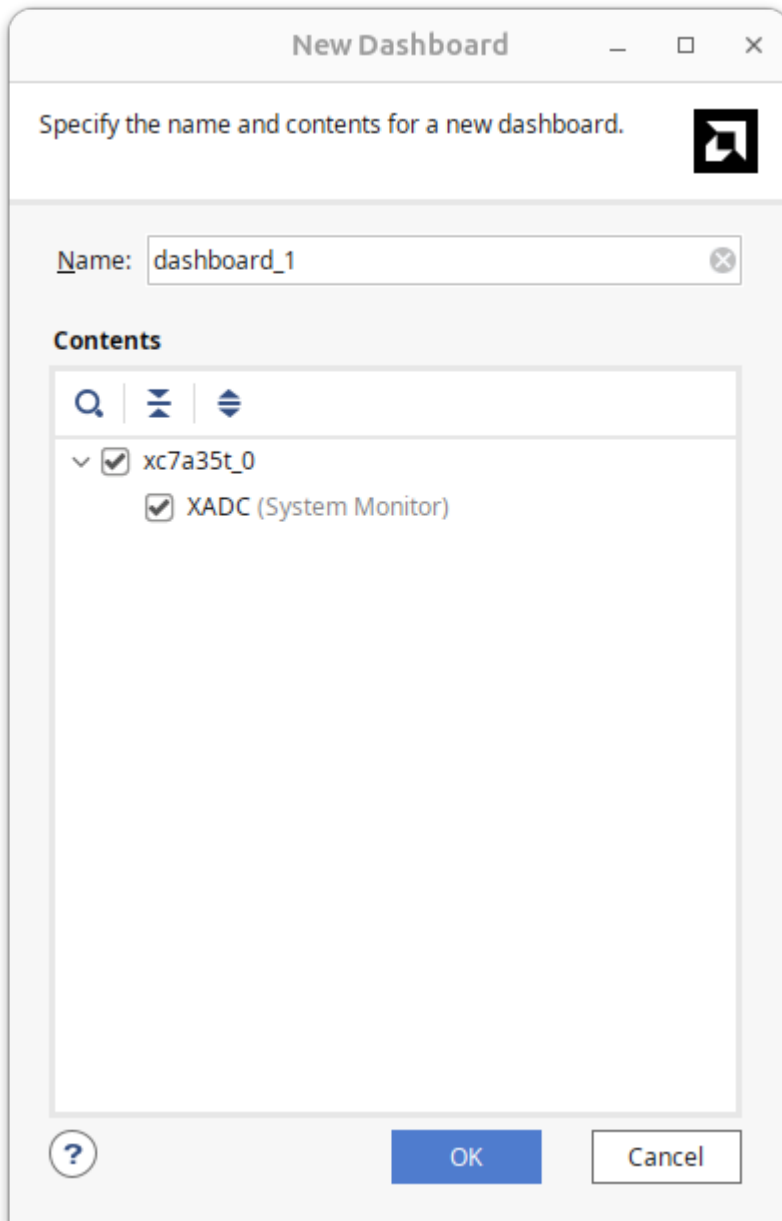 New Dashboard
Specify the name and contents for a new dashboard.
Name: dashboard_1
Contents
xc7a35t_0
XADC (System Monitor)
?
OK
Cancel